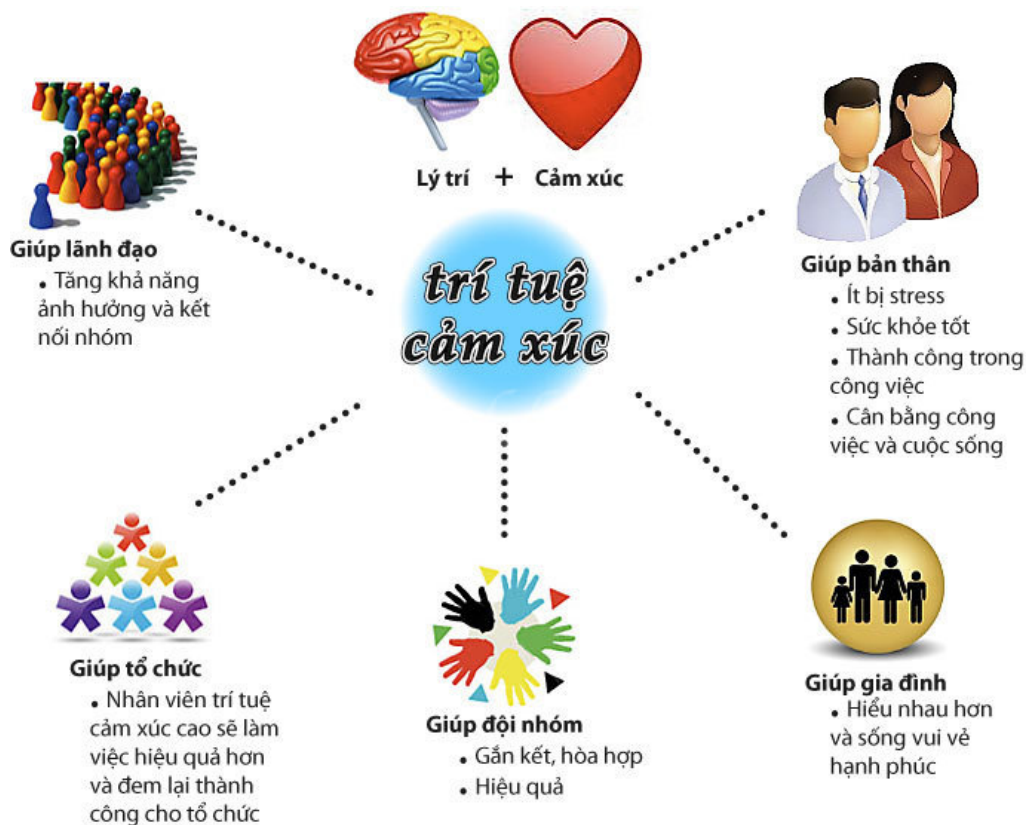 Lý trí + Cảm xúc
trí tuệ
cảm xúc
Giúp lãnh đạo
• Tăng khả năng
ảnh hưởng và kết
nối nhóm
Giúp bản thân
• Ít bị stress
• Sức khỏe tốt
• Thành công trong
công việc
• Cân bằng công
việc và cuộc sống
Giúp tổ chức
• Nhân viên trí tuệ
cảm xúc cao sẽ làm
việc hiệu quả hơn
và đem lại thành
công cho tổ chức
Giúp đội nhóm
• Gắn kết, hòa hợp
• Hiệu quả
Giúp gia đình
• Hiểu nhau hơn
và sống vui vẻ
hạnh phúc